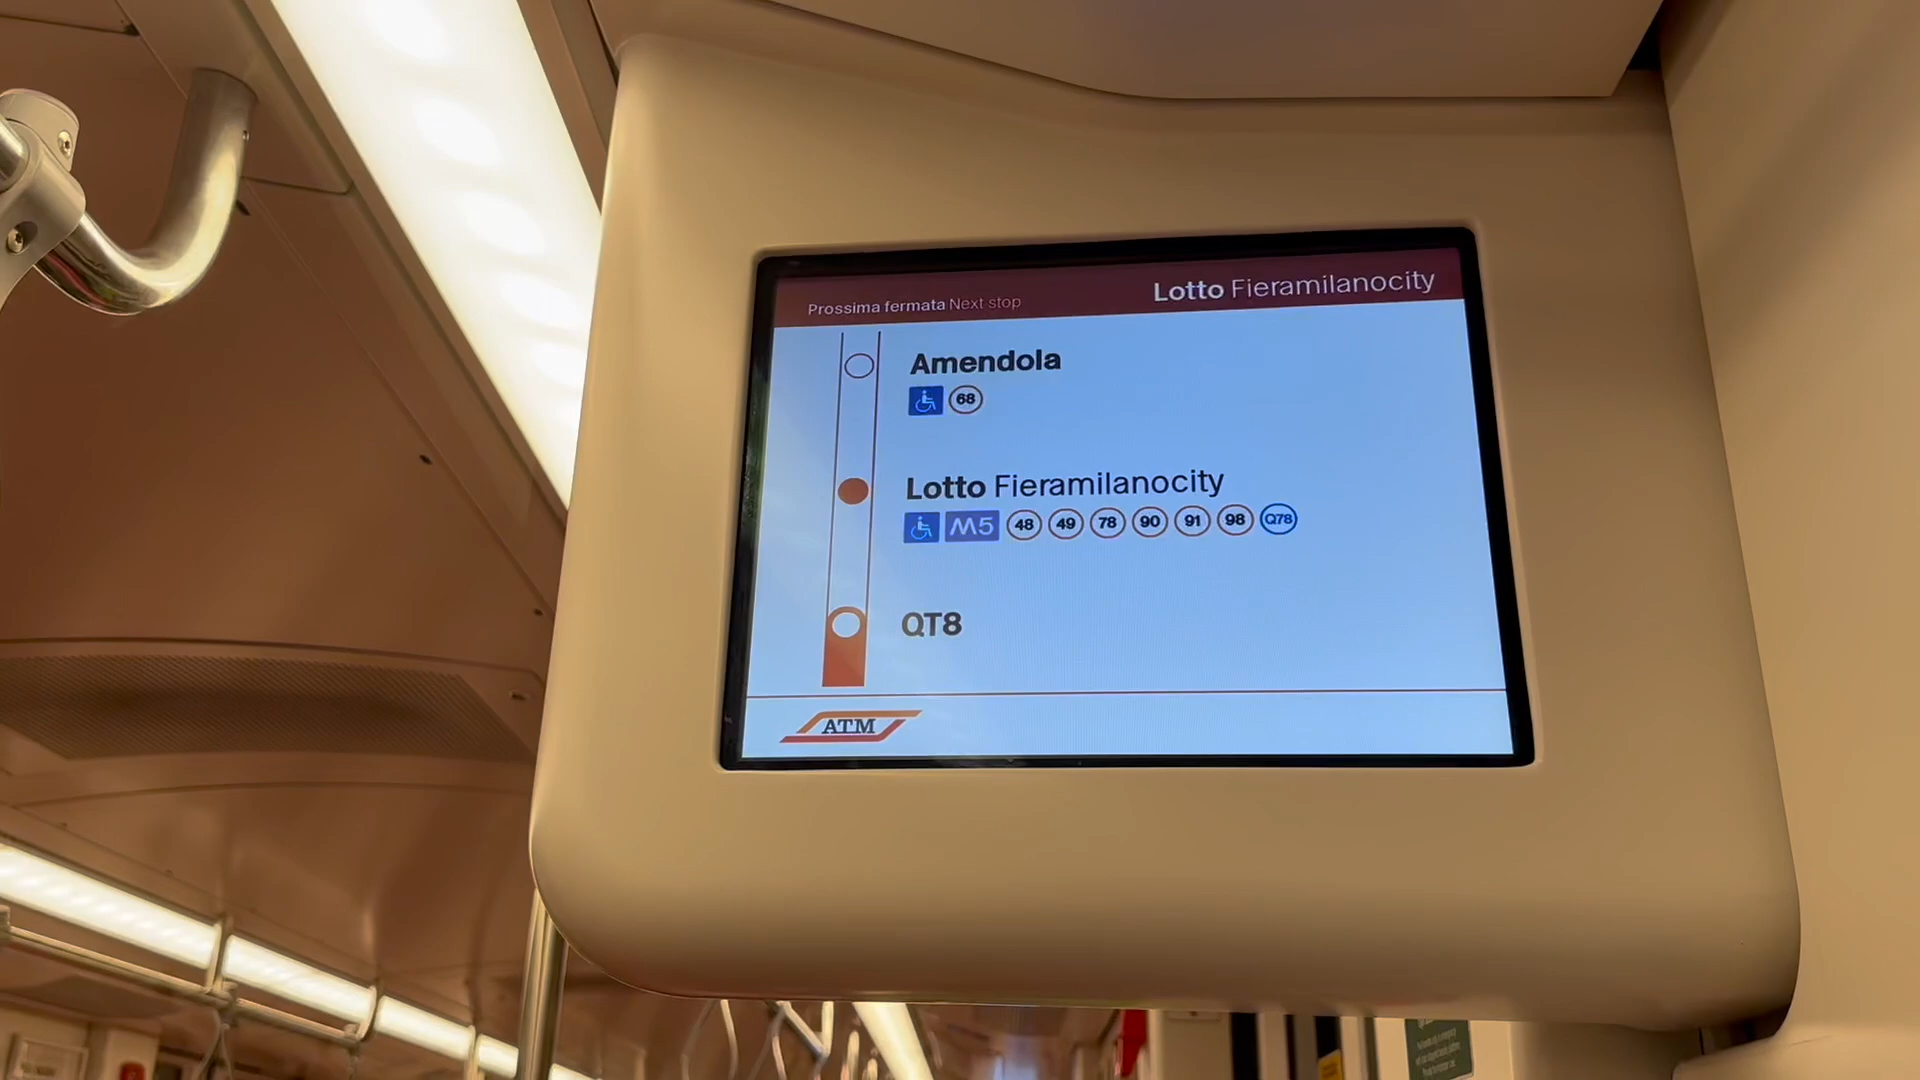 Prossima fermata Next stop
Lotto Fieramilanocity
Amendola
68
Lotto Fieramilanocity
M5 48 49 78 90 91 98 Q78
QT8
ATM